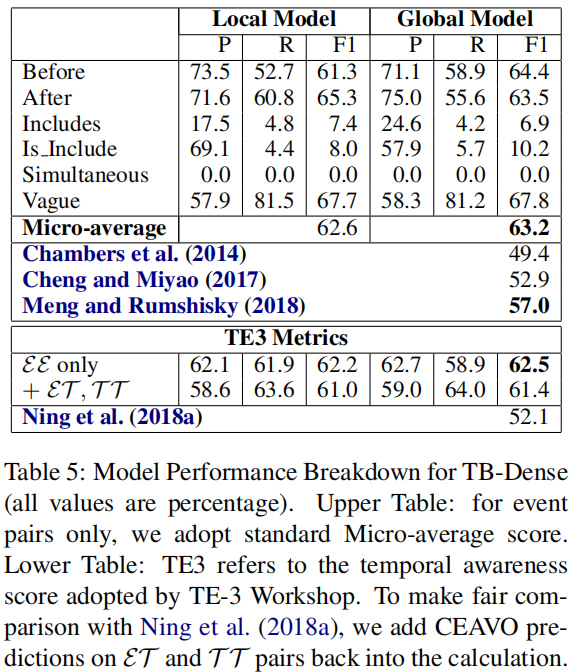 Local Model Global Model
P R F1 P R F1
Before 73.5 52.7 61.3 71.1 58.9 64.4
After 71.6 60.8 65.3 75.0 55.6 63.5
Includes 17.5 4.8 7.4 24.6 4.2 6.9
Is_Include 69.1 4.4 8.0 57.9 5.7 10.2
Simultaneous 0.0 0.0 0.0 0.0 0.0 0.0
Vague 57.9 81.5 67.7 58.3 81.2 67.8
Micro-average 62.6 63.2
Chambers et al. (2014) 49.4
Cheng and Miyao (2017) 52.9
Meng and Rumshisky (2018) 57.0
TE3 Metrics
ℰℰ only 62.1 61.9 62.2 62.7 58.9 62.5
+ ℰ𝒯, 𝒯𝒯 58.6 63.6 61.0 59.0 64.0 61.4
Ning et al. (2018a) 52.1
Table 5: Model Performance Breakdown for TB-Dense
(all values are percentage). Upper Table: for event
pairs only, we adopt standard Micro-average score.
Lower Table: TE3 refers to the temporal awareness
score adopted by TE-3 Workshop. To make fair com-
parison with Ning et al. (2018a), we add CEAVO pre-
dictions on ℰ𝒯 and 𝒯𝒯 pairs back into the calculation.